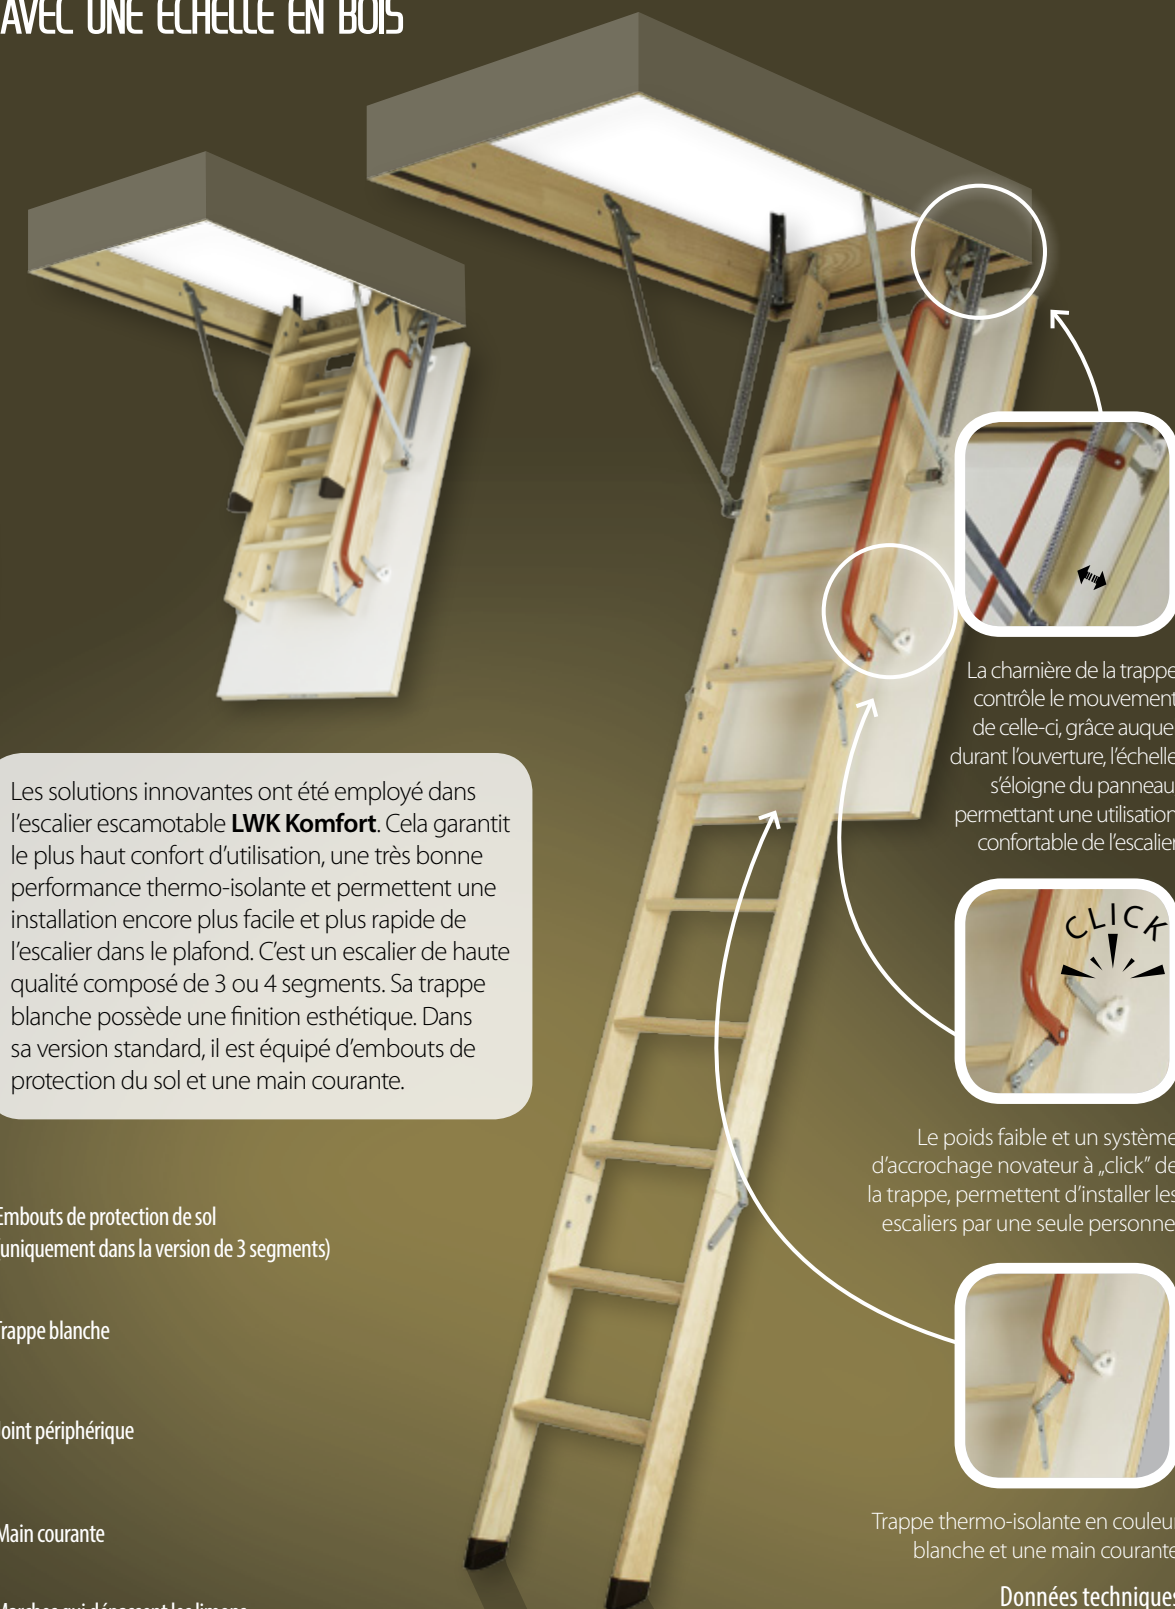 AVEC UNE ECHELLE EN BOIS
Les solutions innovantes ont été employé dans
l'escalier escamotable LWK Komfort. Cela garantit
le plus haut confort d'utilisation, une très bonne
performance thermo-isolante et permettent une
installation encore plus facile et plus rapide de
l'escalier dans le plafond. C'est un escalier de haute
qualité composé de 3 ou 4 segments. Sa trappe
blanche possède une finition esthétique. Dans
sa version standard, il est équipé d'embouts de
protection du sol et une main courante.
Embouts de protection de sol
(uniquement dans la version de 3 segments)
Trappe blanche
Joint périphérique
Main courante
Marches qui dépassent les limons
La charnière de la trappe
contrôle le mouvement
de celle-ci, grâce auquel
durant l'ouverture, l'échelle
s'éloigne du panneau
permettant une utilisation
confortable de l'escalier
CLICK
Le poids faible et un système
d'accrochage novateur à „click” de
la trappe, permettent d'installer les
escaliers par une seule personne
Trappe thermo-isolante en couleur
blanche et une main courante
Données techniques